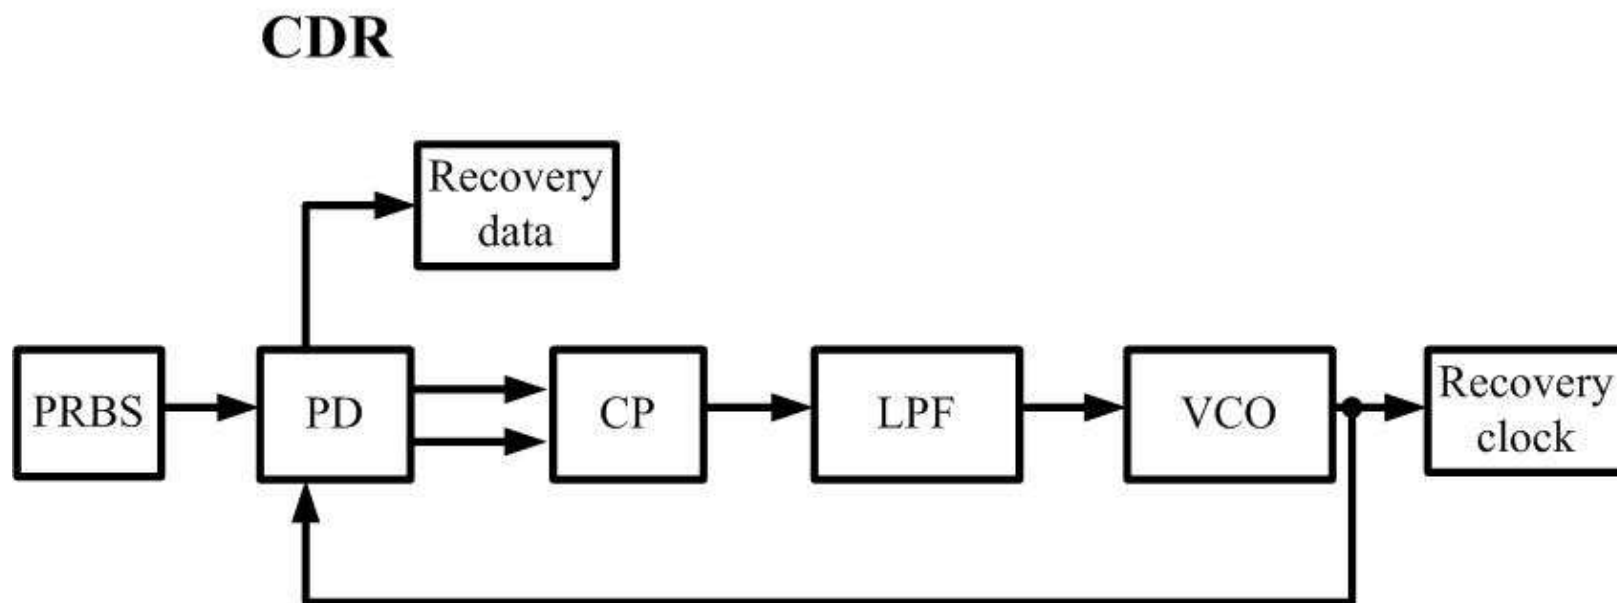 CDR
Recovery
data
PRBS
PD
CP
LPF
VCO
Recovery
clock